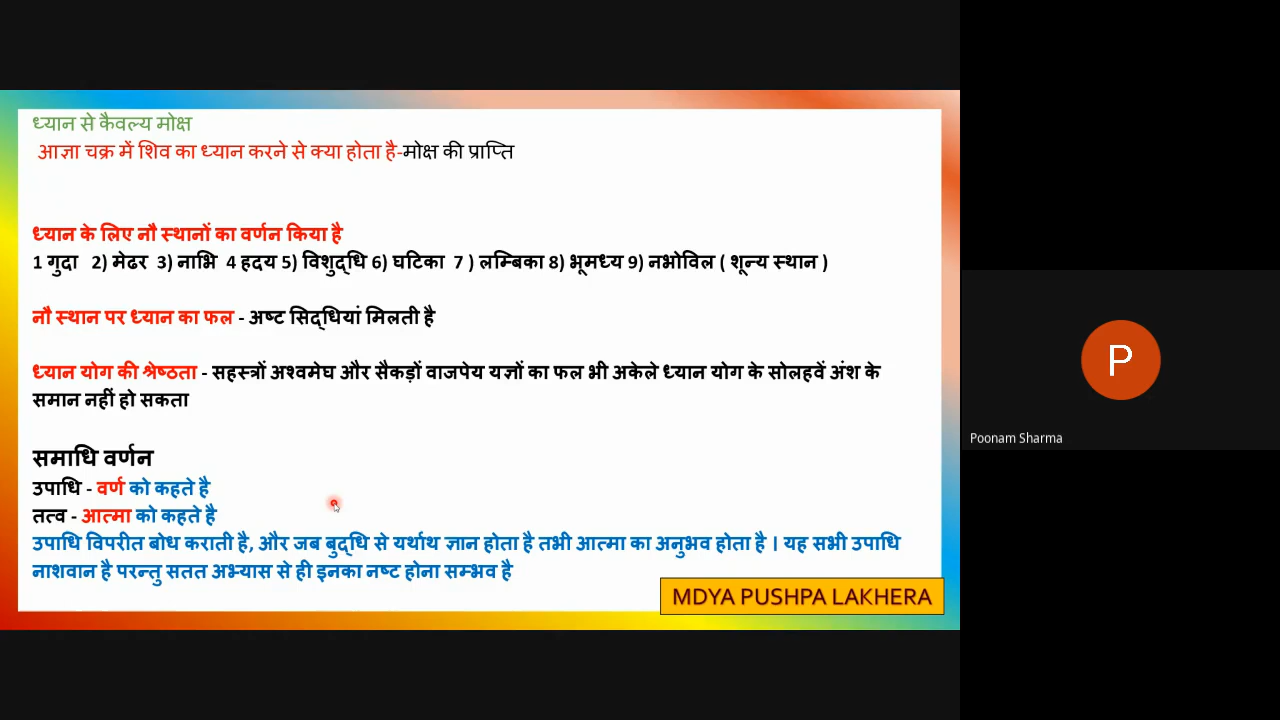 ध्यान से कैवल्य मोक्ष
आज्ञा चक्र में शिव का ध्यान करने से क्या होता है-मोक्ष की प्राप्ति
ध्यान के लिए नौ स्थानों का वर्णन किया है
1 गुदा 2) मेढर 3) नाभि 4 हृदय 5) विशुद्धि 6) घटिका 7 ) लम्बिका 8) भूमध्य 9) नभोविल ( शून्य स्थान )
नौ स्थान पर ध्यान का फल - अष्ट सिद्धियां मिलती है
ध्यान योग की श्रेष्ठता - सहस्त्रों अश्वमेघ और सैकड़ों वाजपेय यज्ञों का फल भी अकेले ध्यान योग के सोलहवें अंश के
समान नहीं हो सकता
समाधि वर्णन
उपाधि - वर्ण को कहते है
तत्व - आत्मा को कहते है
उपाधि विपरीत बोध कराती है, और जब बुद्धि से यर्थाथ ज्ञान होता है तभी आत्मा का अनुभव होता है । यह सभी उपाधि
नाशवान है परन्तु सतत अभ्यास से ही इनका नष्ट होना सम्भव है
MDYA PUSHPA LAKHERA
P
Poonam Sharma